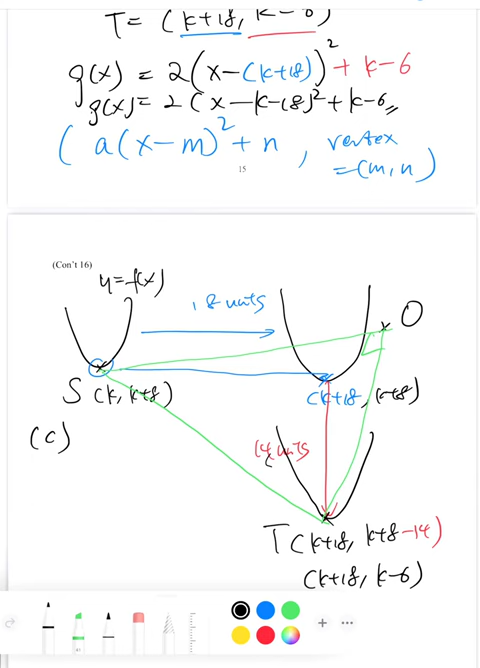 T = (k+18, k-6)
g(x) = 2(x-(k+18))² + k-6
g(x) = 2(x-k-18)² + k-6
( a(x-m)² + n , vertex
=(m,n)
15
(Con't 16)
y=f(x)
18 units
O
S (k, k+8)
(k+18, k+8)
(c)
14 units
T (k+18, k+8-14)
(k+18, k-6)